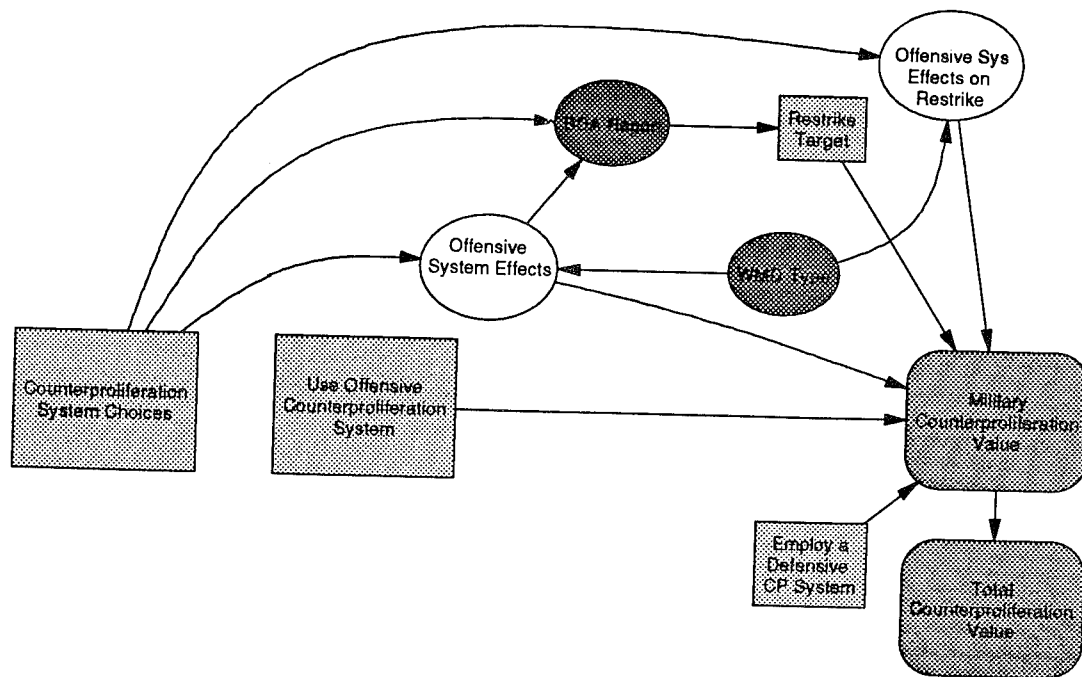 Offensive Sys
Effects on
Restrike
BDA Report
Restrike
Target
Offensive
System Effects
WMD Type
Counterproliferation
System Choices
Use Offensive
Counterproliferation
System
Military
Counterproliferation
Value
Employ a
Defensive
CP System
Total
Counterproliferation
Value